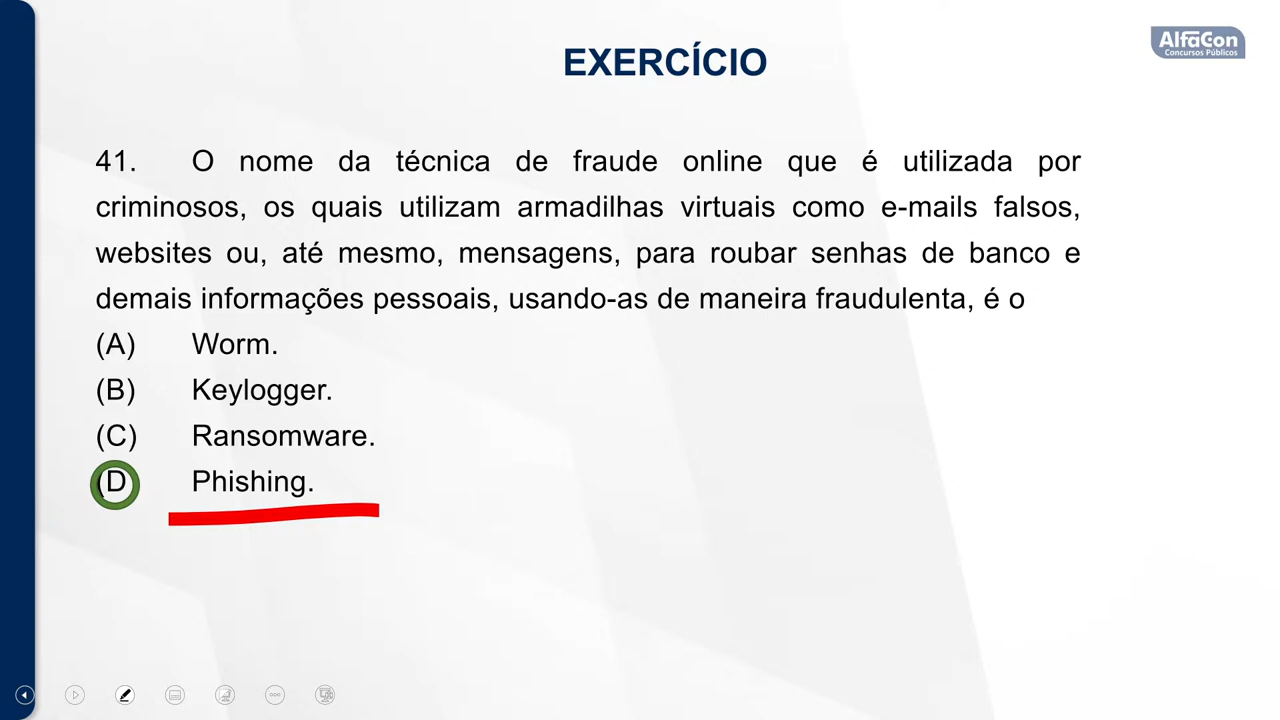 AlfaCon
Concursos Públicos
EXERCÍCIO
41. O nome da técnica de fraude online que é utilizada por
criminosos, os quais utilizam armadilhas virtuais como e-mails falsos,
websites ou, até mesmo, mensagens, para roubar senhas de banco e
demais informações pessoais, usando-as de maneira fraudulenta, é o
(A) Worm.
(B) Keylogger.
(C) Ransomware.
(D Phishing.